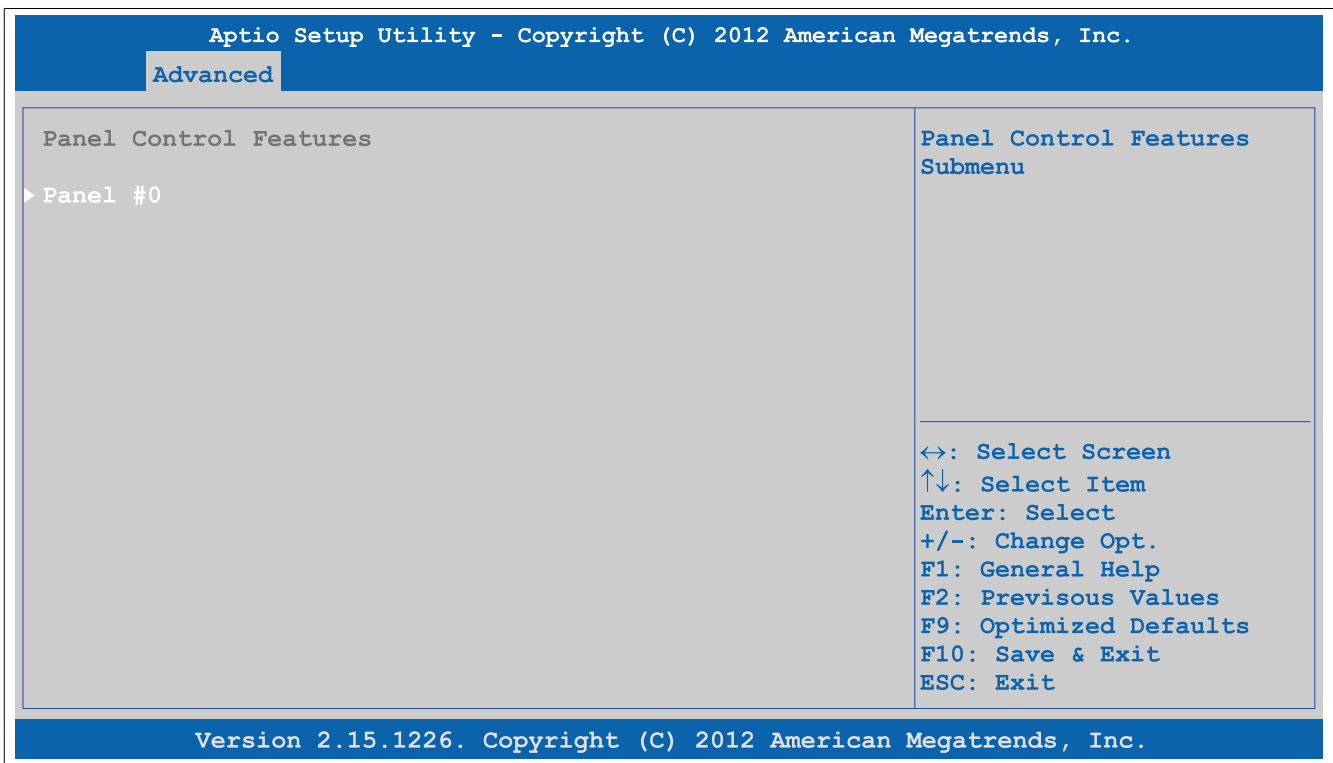 Aptio Setup Utility - Copyright (C) 2012 American Megatrends, Inc.
Advanced
Panel Control Features
Panel #0
Panel Control Features
Submenu
↔: Select Screen
↑↓: Select Item
Enter: Select
+/-: Change Opt.
F1: General Help
F2: Previsous Values
F9: Optimized Defaults
F10: Save & Exit
ESC: Exit
Version 2.15.1226. Copyright (C) 2012 American Megatrends, Inc.